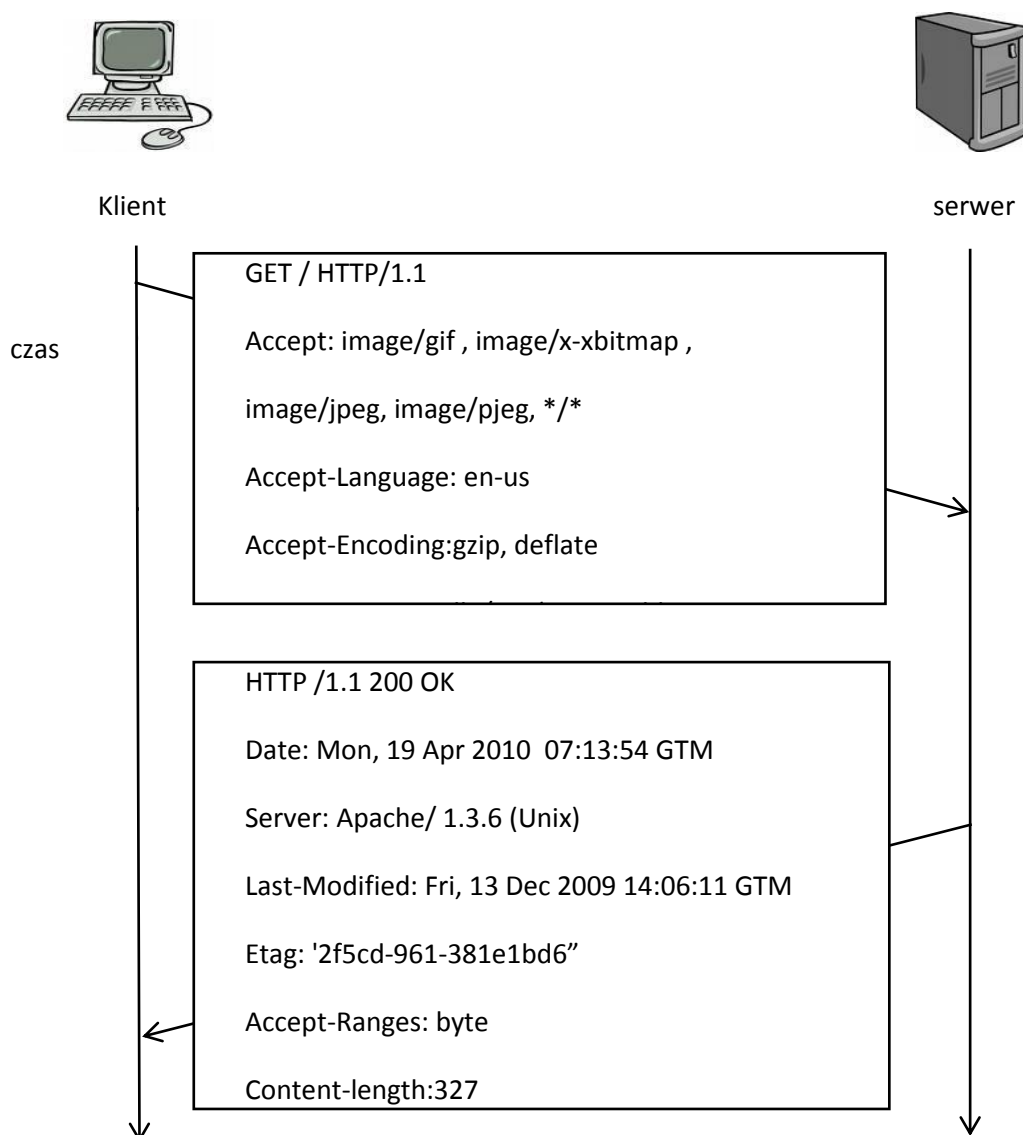 Klient
serwer
czas
GET / HTTP/1.1
Accept: image/gif , image/x-xbitmap ,
image/jpeg, image/pjeg, */*
Accept-Language: en-us
Accept-Encoding:gzip, deflate
HTTP /1.1 200 OK
Date: Mon, 19 Apr 2010  07:13:54 GTM
Server: Apache/ 1.3.6 (Unix)
Last-Modified: Fri, 13 Dec 2009 14:06:11 GTM
Etag: '2f5cd-961-381e1bd6”
Accept-Ranges: byte
Content-length:327